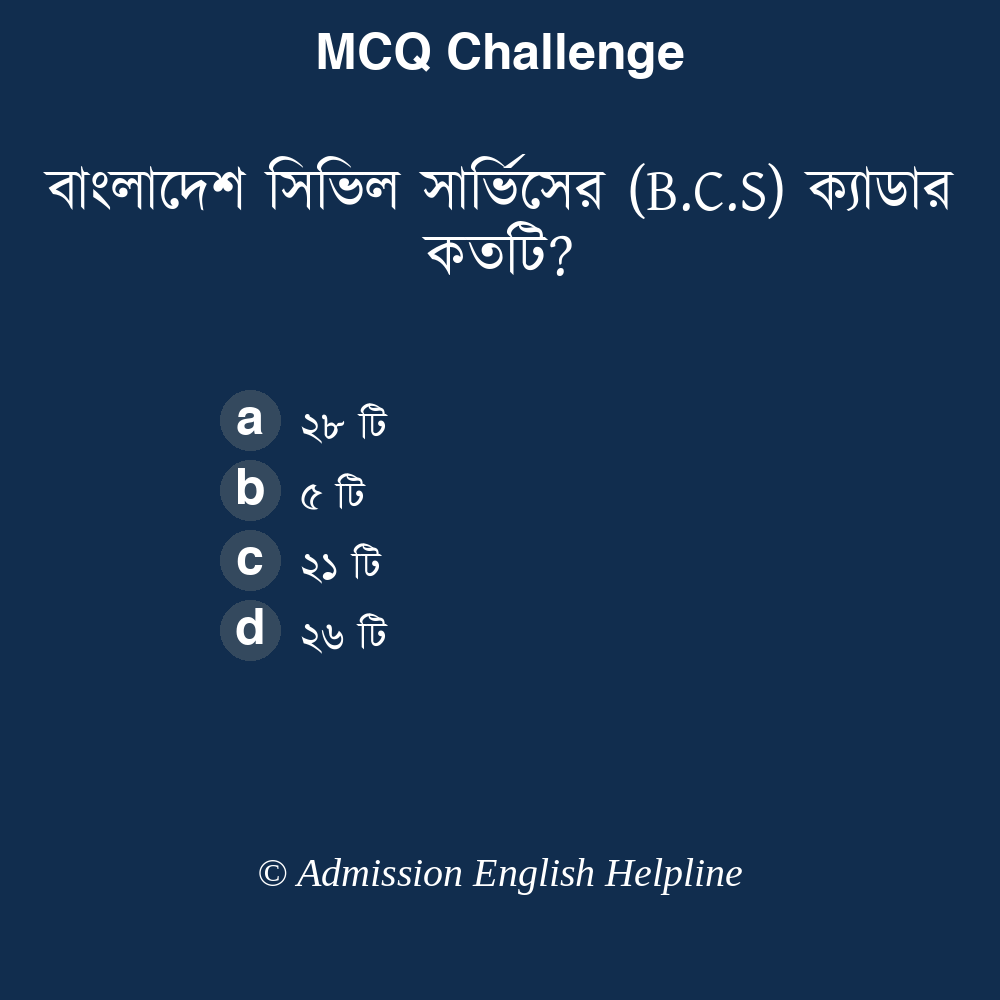 MCQ Challenge
বাংলাদেশ সিভিল সার্ভিসের (B.C.S) ক্যাডার
কতটি?
a ২৮ টি
b ৫ টি
c ২১ টি
d ২৬ টি
© Admission English Helpline